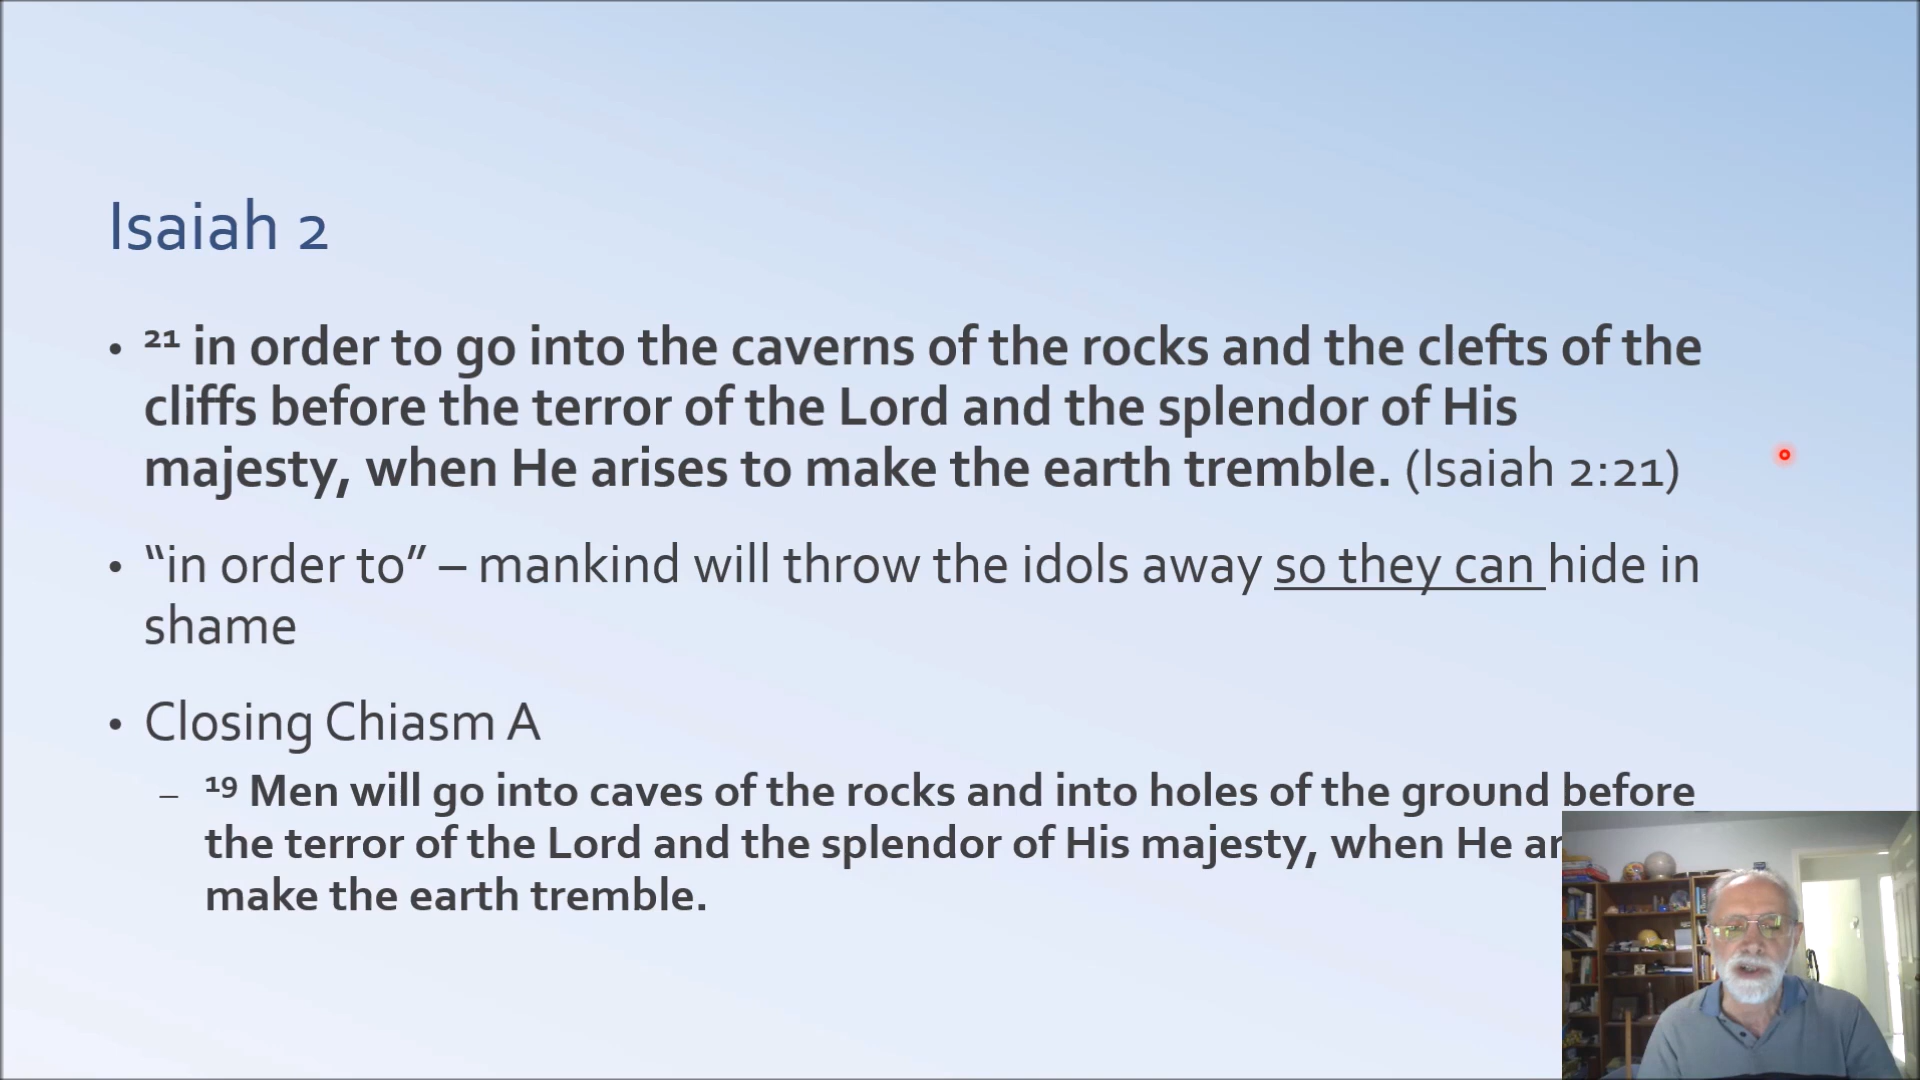 Isaiah 2
• ²¹ in order to go into the caverns of the rocks and the clefts of the
cliffs before the terror of the Lord and the splendor of His
majesty, when He arises to make the earth tremble. (Isaiah 2:21)
• “in order to” – mankind will throw the idols away so they can hide in
shame
• Closing Chiasm A
– ¹⁹ Men will go into caves of the rocks and into holes of the ground before
the terror of the Lord and the splendor of His majesty, when He
make the earth tremble.